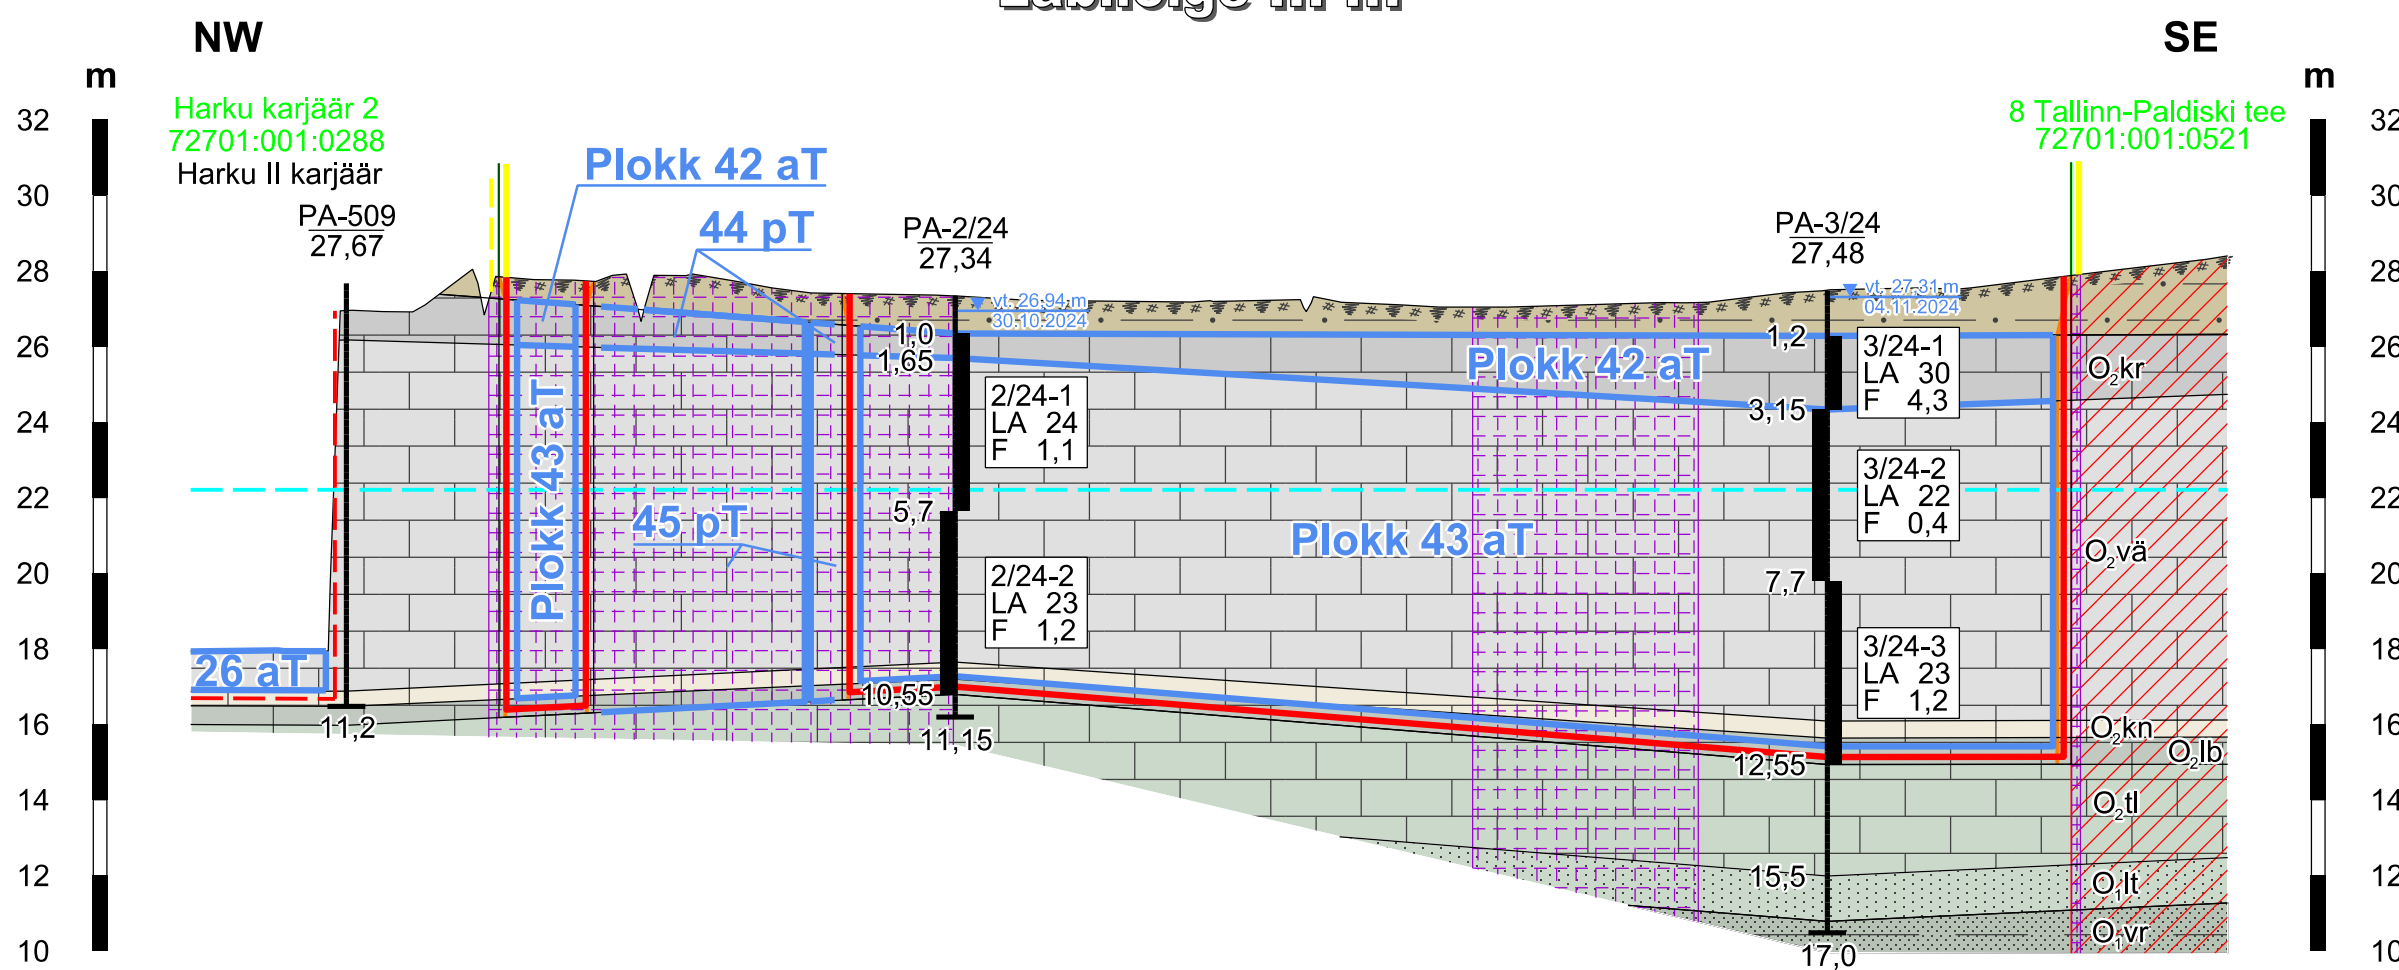 NW
SE
m
m
Harku karjäär 2
72701:001:0288
Harku II karjäär
8 Tallinn-Paldiski tee
72701:001:0521
32
30
28
26
24
22
20
18
16
14
12
10
PA-509
27,67
11,2
Plokk 42 aT
44 pT
Plokk 43 aT
45 pT
26 aT
PA-2/24
27,34
vt. 26,94 m
30.10.2024
1,0
1,65
5,7
10,55
11,15
2/24-1
LA 24
F 1,1
2/24-2
LA 23
F 1,2
Plokk 42 aT
Plokk 43 aT
PA-3/24
27,48
vt. 27,31 m
04.11.2024
1,2
3,15
7,7
12,55
15,5
17,0
3/24-1
LA 30
F 4,3
3/24-2
LA 22
F 0,4
3/24-3
LA 23
F 1,2
O₂kr
O₂vä
O₂kn
O₂lb
O₂tl
O₁lt
O₁vr
32
30
28
26
24
22
20
18
16
14
12
10